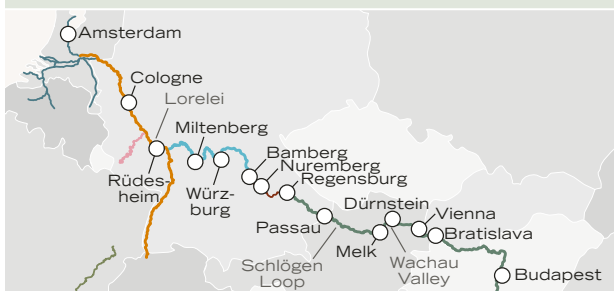 Amsterdam
Cologne
Lorelei
Miltenberg
Rüdes-
heim
Würz-
burg
Bamberg
Nuremberg
Regensburg
Passau
Schlögen
Loop
Dürnstein
Melk
Wachau
Valley
Vienna
Bratislava
Budapest